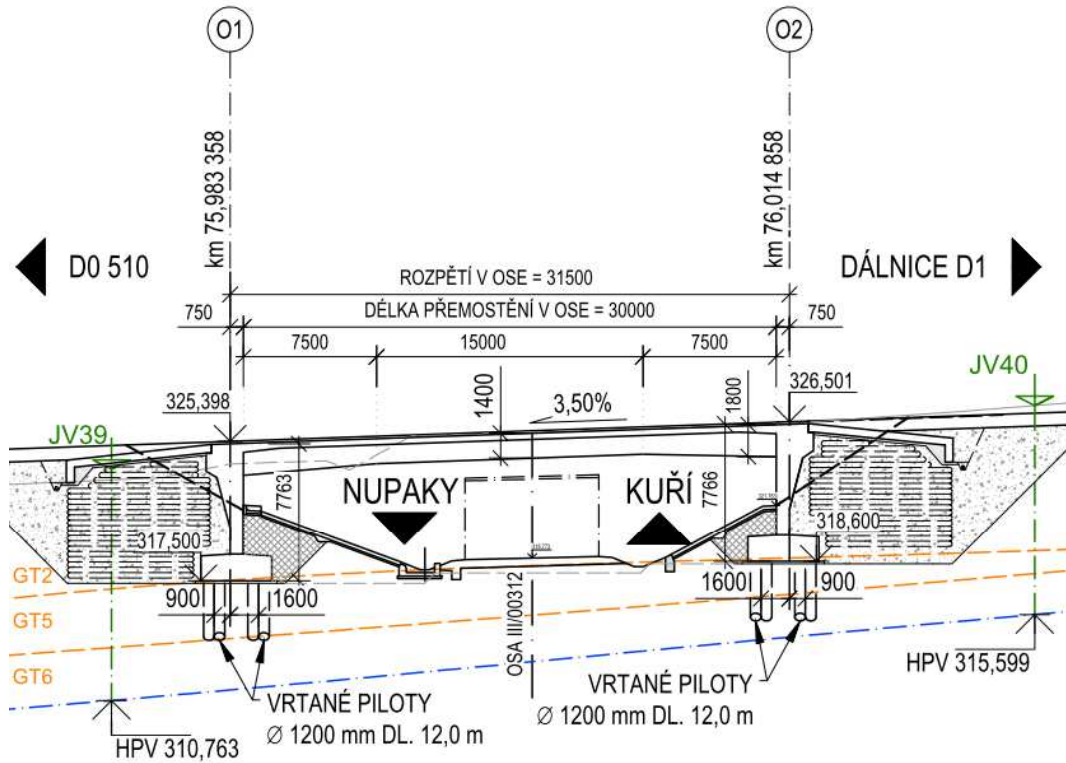 O1
O2
km 75,983 358
km 76,014 858
D0 510
DÁLNICE D1
ROZPĚTÍ V OSE = 31500
750
DÉLKA PŘEMOSTĚNÍ V OSE = 30000
750
7500
15000
7500
JV40
325,398
1400
3,50%
1800
326,501
JV39
NUPAKY
KUŘÍ
7763
7766
317,500
318,600
GT2
900
1600
1600
900
GT5
OSA III/00312
GT6
HPV 315,599
VRTANÉ PILOTY
Ø 1200 mm DL. 12,0 m
VRTANÉ PILOTY
Ø 1200 mm DL. 12,0 m
HPV 310,763